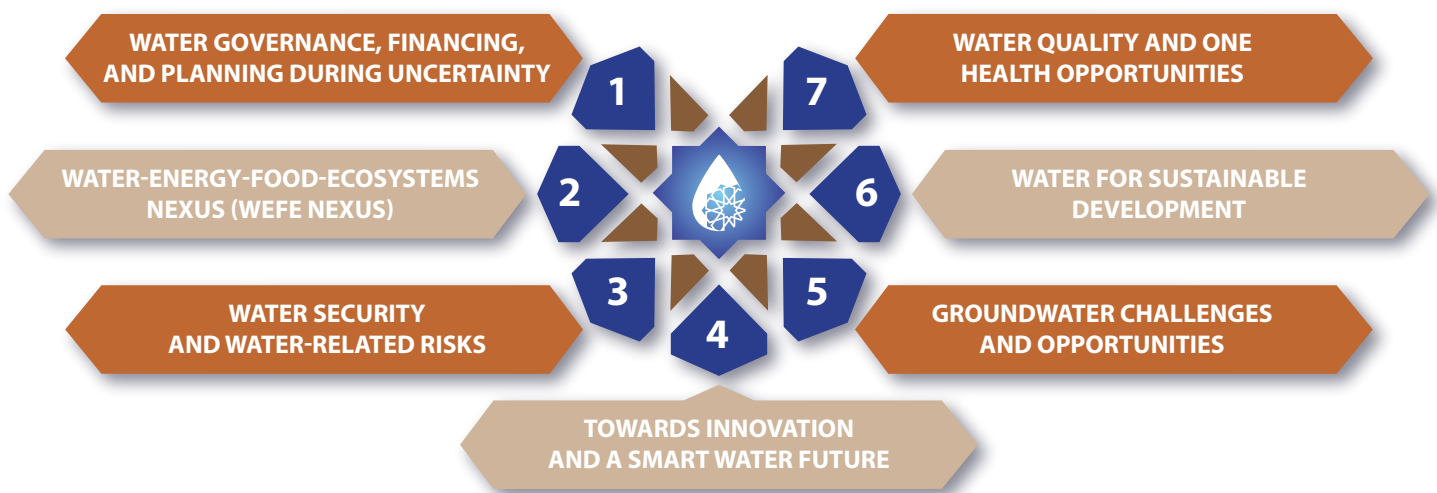 1
WATER GOVERNANCE, FINANCING,
AND PLANNING DURING UNCERTAINTY
2
WATER-ENERGY-FOOD-ECOSYSTEMS
NEXUS (WEFE NEXUS)
3
WATER SECURITY
AND WATER-RELATED RISKS
4
TOWARDS INNOVATION
AND A SMART WATER FUTURE
5
GROUNDWATER CHALLENGES
AND OPPORTUNITIES
6
WATER FOR SUSTAINABLE
DEVELOPMENT
7
WATER QUALITY AND ONE
HEALTH OPPORTUNITIES